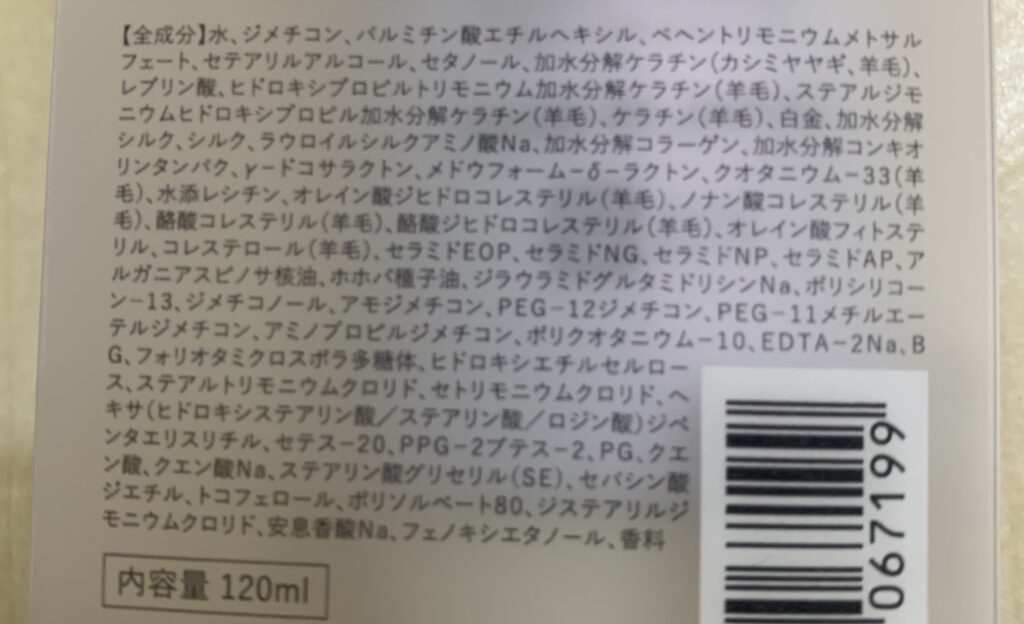 【全成分】水、ジメチコン、パルミチン酸エチルヘキシル、ベヘントリモニウムメトサル
フェート、セテアリルアルコール、セタノール、加水分解ケラチン(カシミヤヤギ、羊毛)、
レブリン酸、ヒドロキシプロピルトリモニウム加水分解ケラチン(羊毛)、ステアルジモ
ニウムヒドロキシプロピル加水分解ケラチン(羊毛)、ケラチン(羊毛)、白金、加水分解
シルク、シルク、ラウロイルシルクアミノ酸Na、加水分解コラーゲン、加水分解コンキオ
リンタンパク、γ-ドコサラクトン、メドウフォーム-δ-ラクトン、クオタニウム-33(羊
毛)、水添レシチン、オレイン酸ジヒドロコレステリル(羊毛)、ノナン酸コレステリル(羊
毛)、酪酸コレステリル(羊毛)、酪酸ジヒドロコレステリル(羊毛)、オレイン酸フィトステ
リル、コレステロール(羊毛)、セラミドEOP、セラミドNG、セラミドNP、セラミドAP、ア
ルガニアスピノサ核油、ホホバ種子油、ジラウラミドグルタミドリシンNa、ポリシリコー
ン-13、ジメチコノール、アモジメチコン、PEG-12ジメチコン、PEG-11メチルエー
テルジメチコン、アミノプロピルジメチコン、ポリクオタニウム-10、EDTA-2Na、B
G、フォリオタミクロスポラ多糖体、ヒドロキシエチルセルロー
ス、ステアルトリモニウムクロリド、セトリモニウムクロリド、ヘ
キサ(ヒドロキシステアリン酸/ステアリン酸/ロジン酸)ジペ
ンタエリスリチル、セテス-20、PPG-2ブテス-2、PG、クエ
ン酸、クエン酸Na、ステアリン酸グリセリル(SE)、セバシン酸
ジエチル、トコフェロール、ポリソルベート80、ジステアリルジ
モニウムクロリド、安息香酸Na、フェノキシエタノール、香料
内容量 120ml
067199